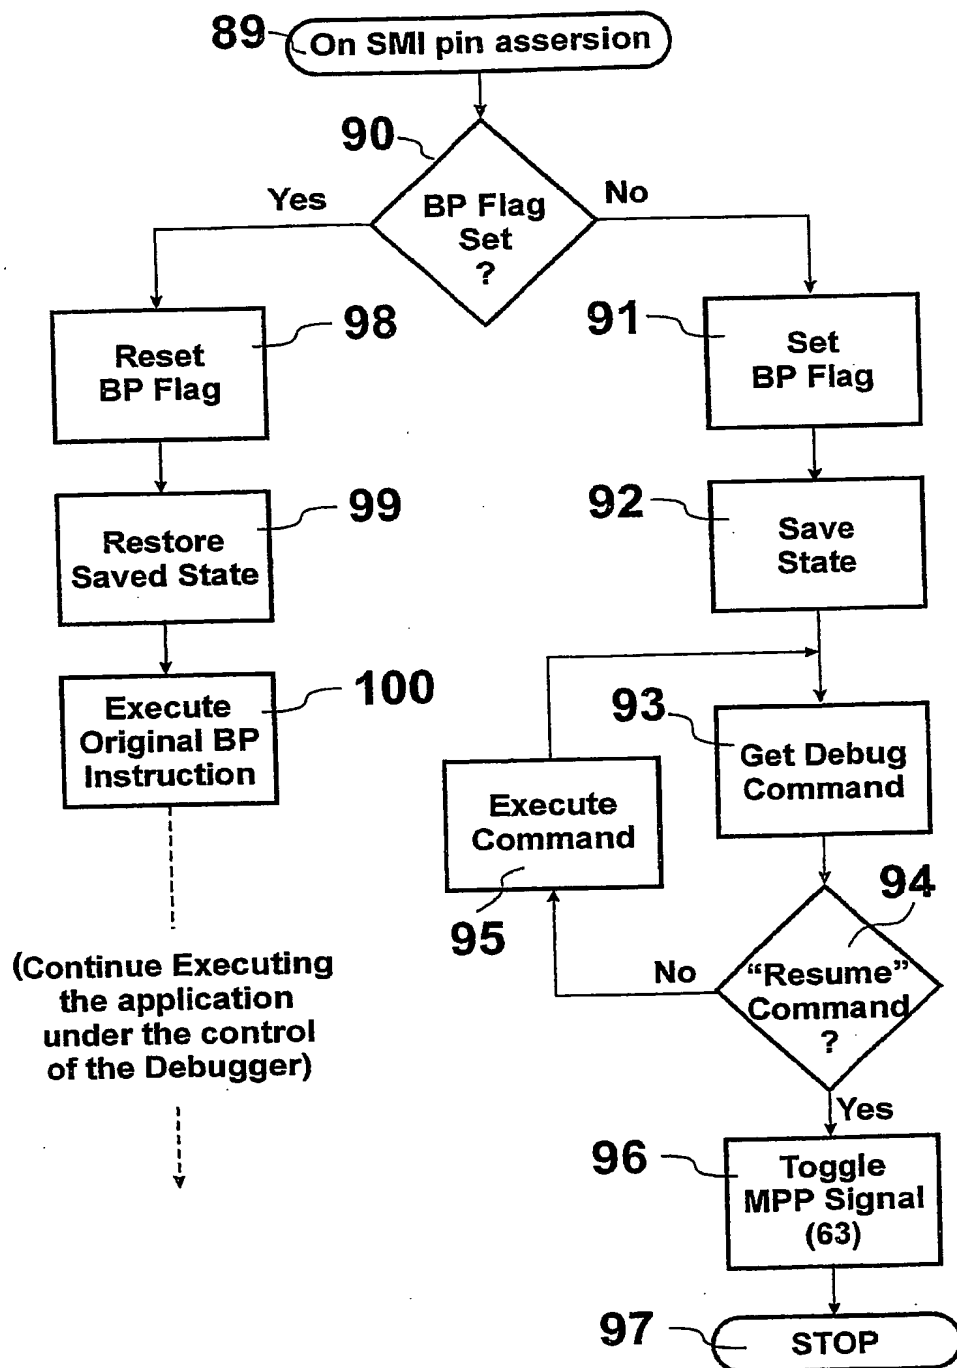 89
On SMI pin assersion
90
Yes
No
BP Flag
Set
?
98
Reset
BP Flag
91
Set
BP Flag
99
Restore
Saved State
92
Save
State
100
Execute
Original BP
Instruction
93
Get Debug
Command
Execute
Command
95
94
No
"Resume"
Command
?
(Continue Executing
the application
under the control
of the Debugger)
Yes
96
Toggle
MPP Signal
(63)
97
STOP